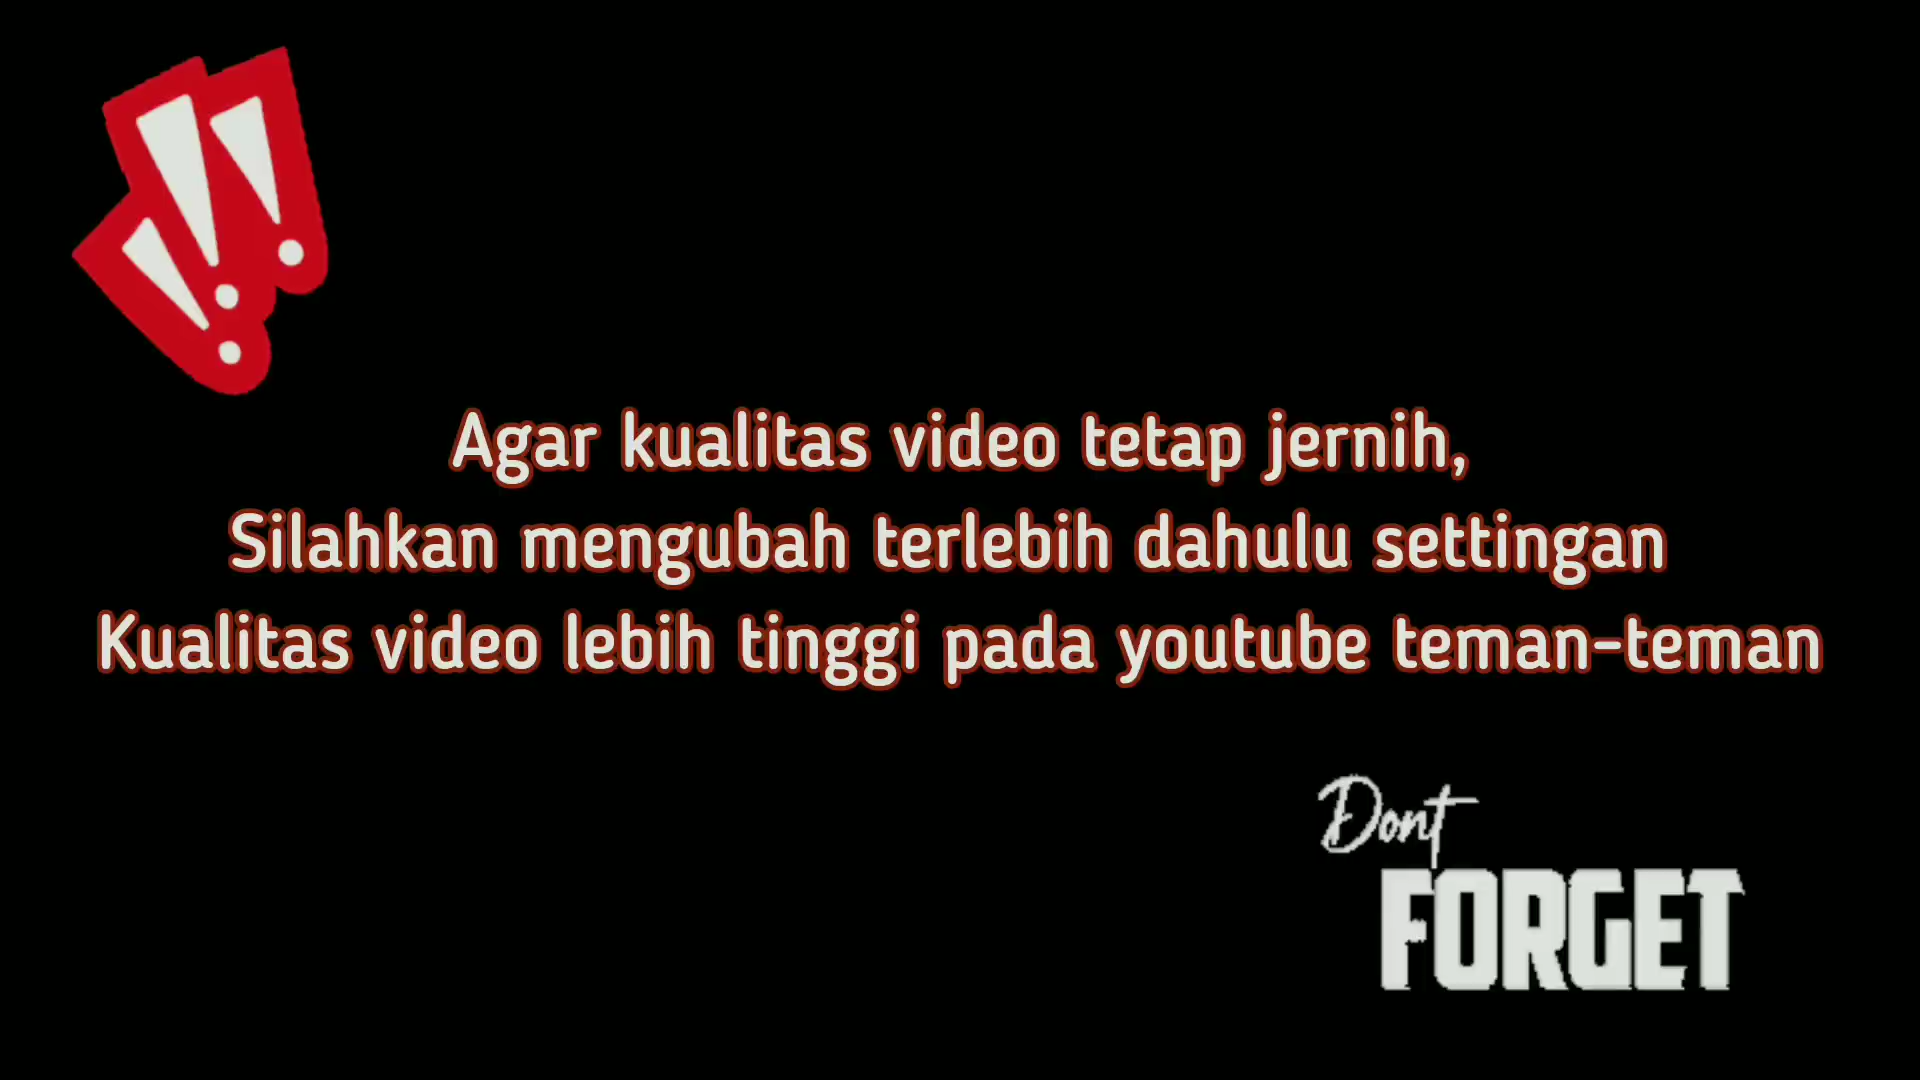 !!!
Agar kualitas video tetap jernih,
Silahkan mengubah terlebih dahulu settingan
Kualitas video lebih tinggi pada youtube teman-teman
Dont
FORGET